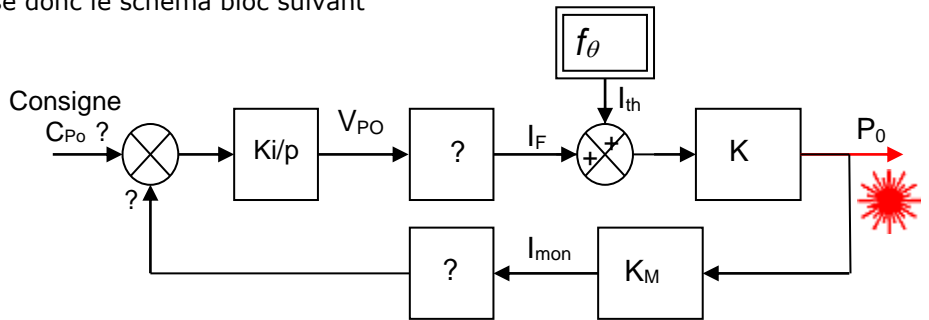 se donc le schéma bloc suivant
fθ
Consigne
CPo ?
?
Ki/p
VPO
?
IF
Ith
+
+
K
P0
?
Imon
KM